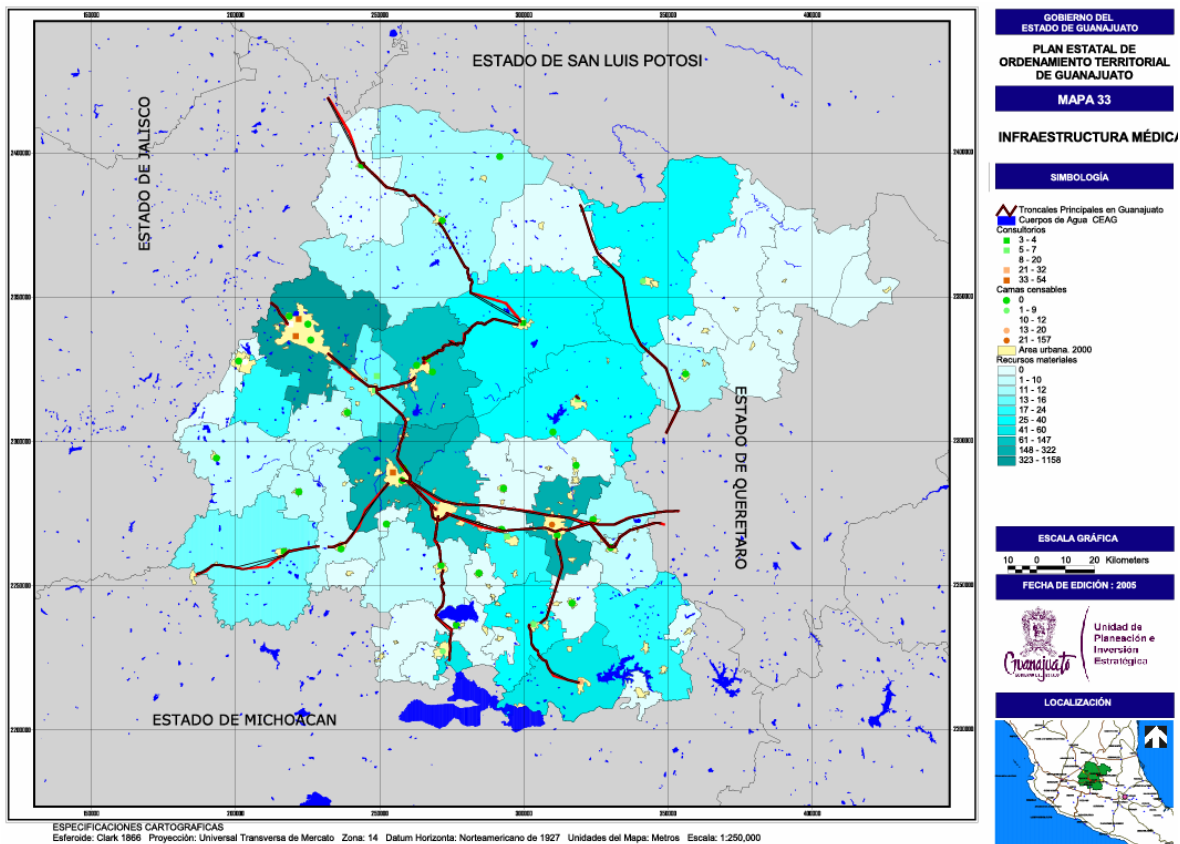 150000 200000 250000 300000 350000 400000
GOBIERNO DEL
ESTADO DE GUANAJUATO
PLAN ESTATAL DE
ORDENAMIENTO TERRITORIAL
DE GUANAJUATO
MAPA 33
INFRAESTRUCTURA MÉDICA
SIMBOLOGÍA
Troncales Principales en Guanajuato
Cuerpos de Agua CEAG
Consultorios
3 - 4
5 - 7
8 - 20
21 - 32
33 - 54
Camas censables
0
1 - 9
10 - 12
13 - 20
21 - 157
Area urbana. 2000
Recursos materiales
0
1 - 10
11 - 12
13 - 16
17 - 24
25 - 40
41 - 60
61 - 147
148 - 322
323 - 1158
ESCALA GRÁFICA
10 0 10 20 Kilometers
FECHA DE EDICIÓN : 2005
Guanajuato
Unidad de
Planeación e
Inversión
Estratégica
LOCALIZACIÓN
ESTADO DE SAN LUIS POTOSI
ESTADO DE JALISCO
ESTADO DE QUERETARO
ESTADO DE MICHOACAN
ESPECIFICACIONES CARTOGRAFICAS
Esferoide: Clark 1866 Proyección: Universal Transversa de Mercato Zona: 14 Datum Horizonta: Norteamericano de 1927 Unidades del Mapa: Metros Escala: 1:250,000